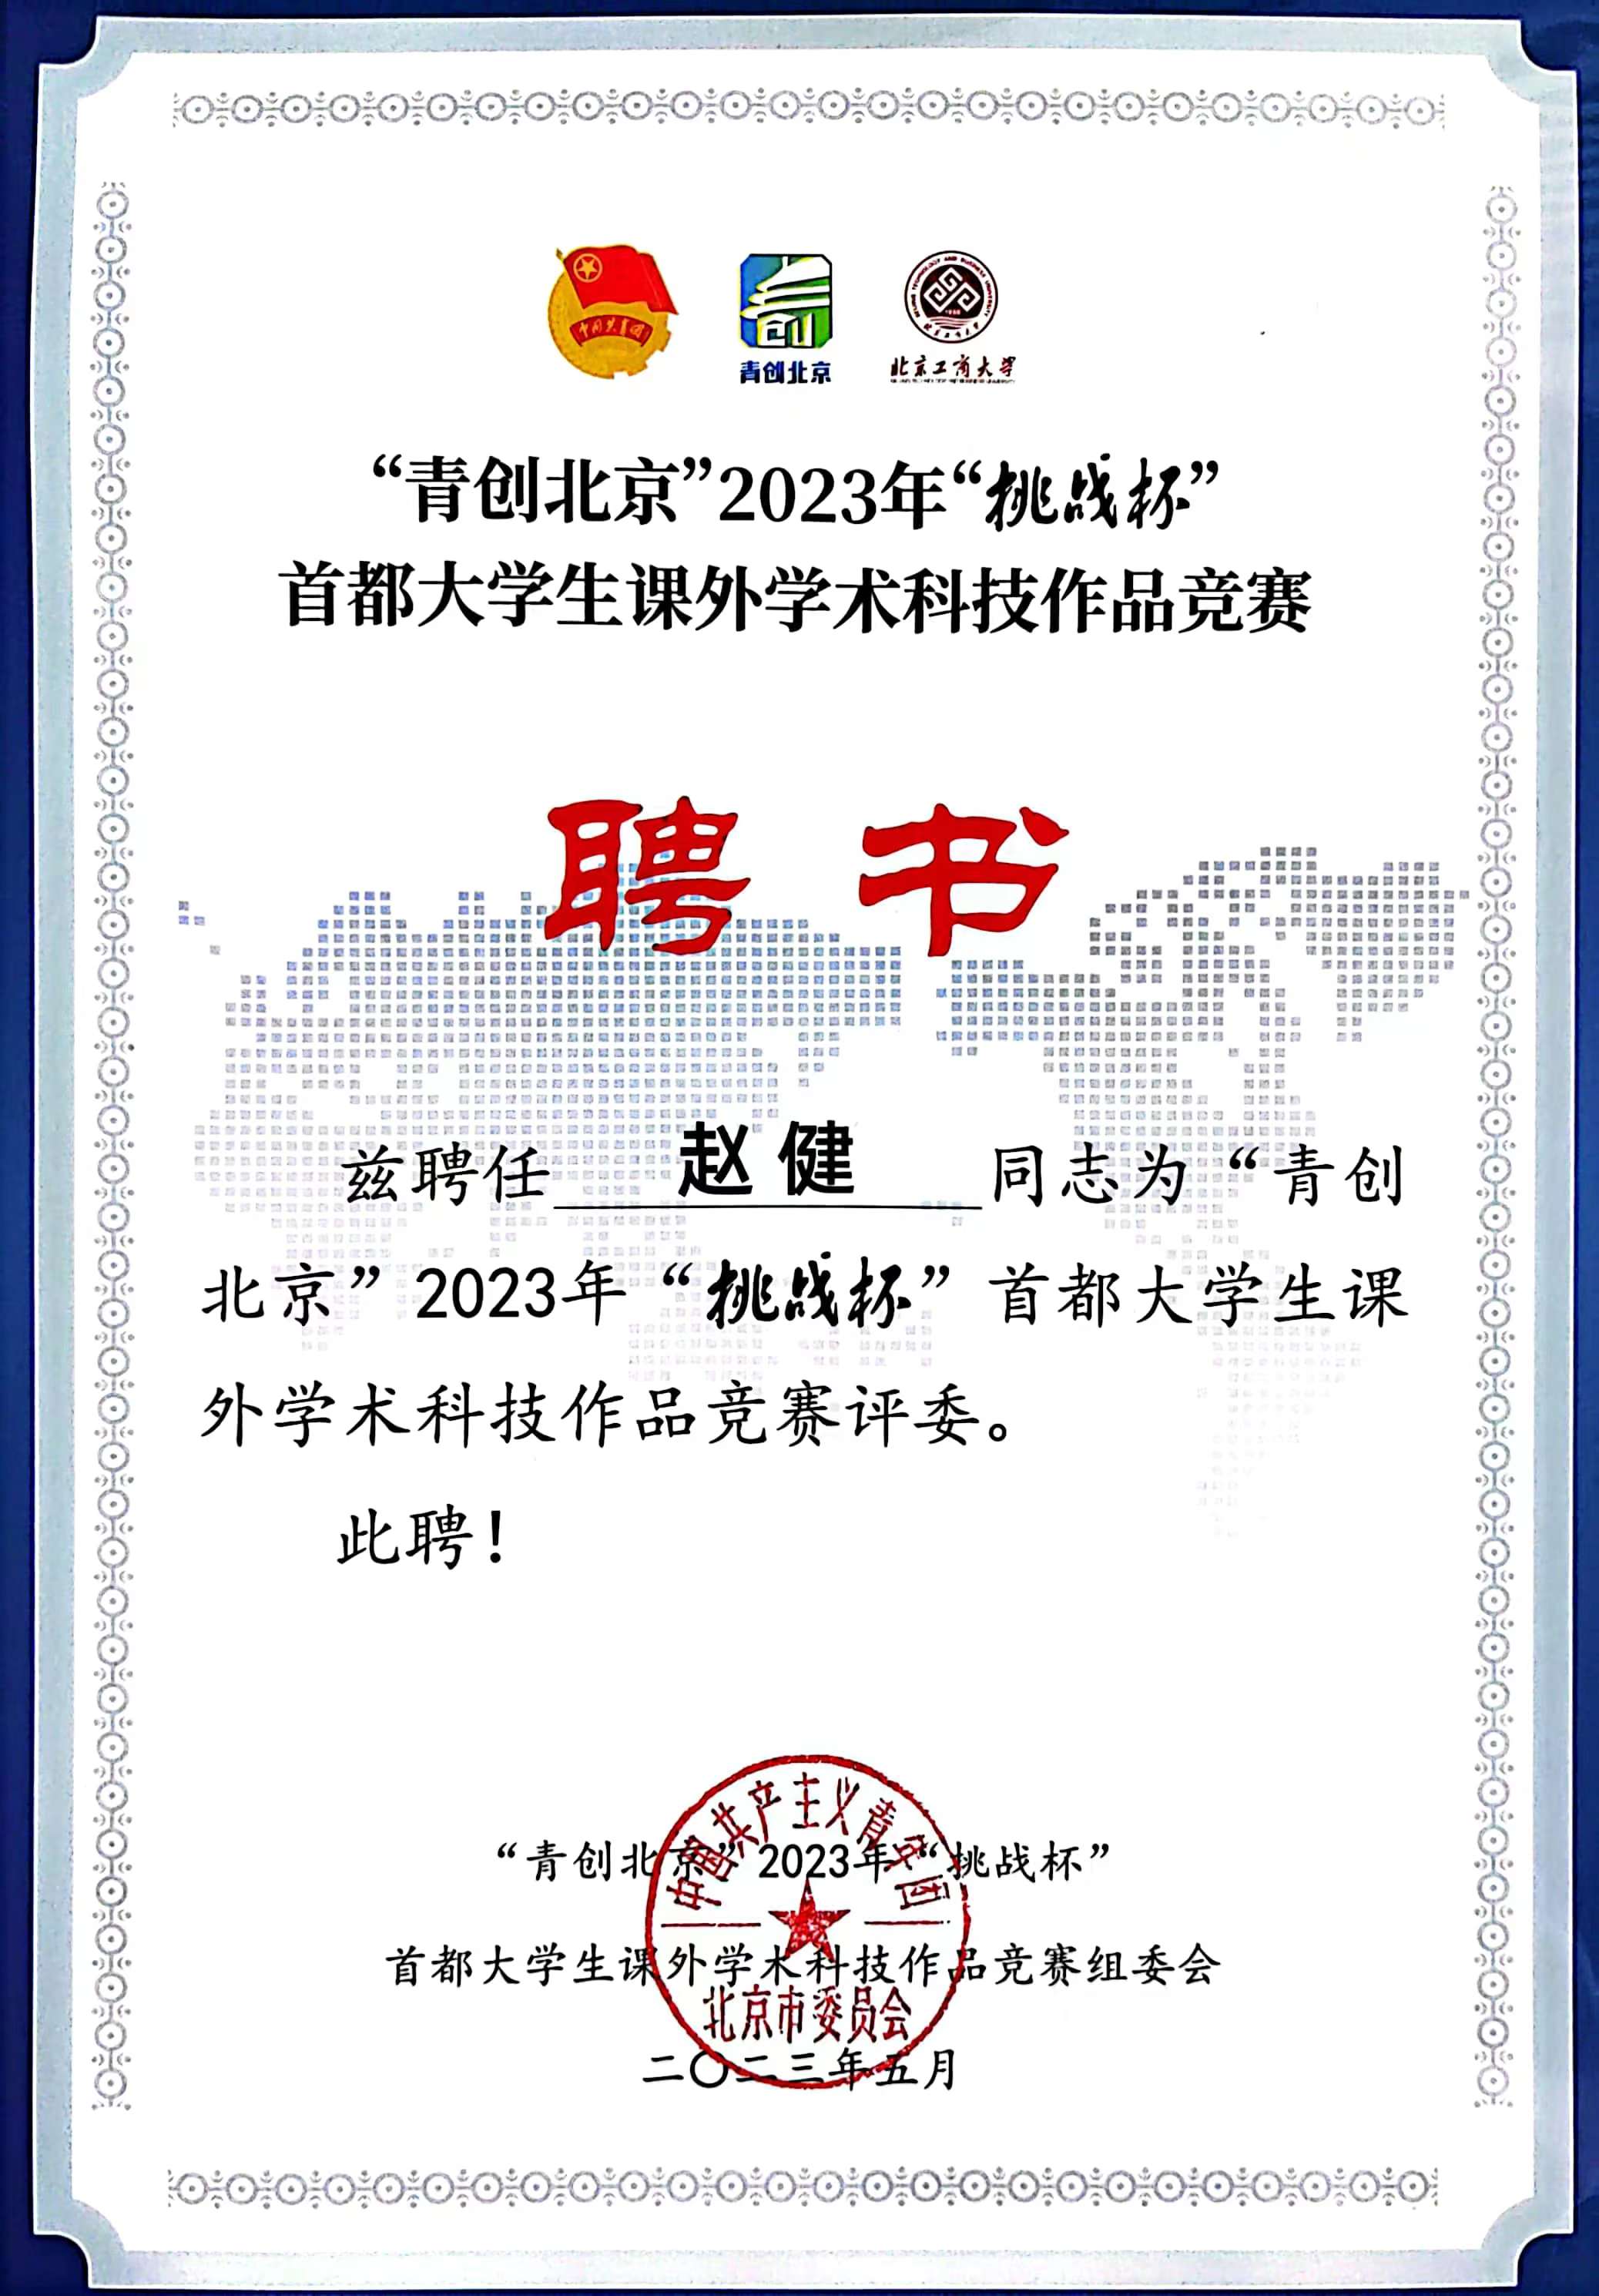 中国共青团
青创北京
BEIJING TECHNOLOGY AND BUSINESS UNIVERSITY
北京工商大学
“青创北京”2023年“挑战杯”
首都大学生课外学术科技作品竞赛
聘书
兹聘任 赵健 同志为“青创
北京”2023年“挑战杯”首都大学生课
外学术科技作品竞赛评委。
此聘！
“青创北京”2023年“挑战杯”
首都大学生课外学术科技作品竞赛组委会
二〇二三年五月
中国共产主义青年团
北京市委员会